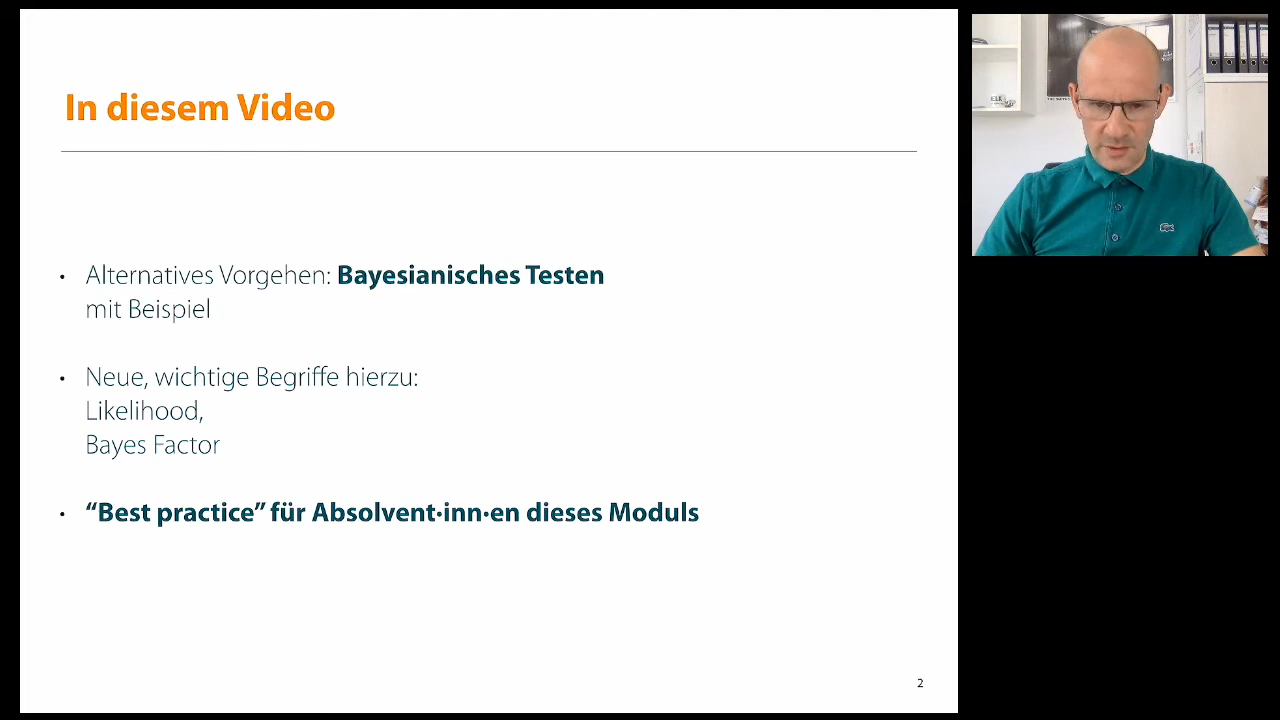 In diesem Video
• Alternatives Vorgehen: Bayesianisches Testen
mit Beispiel
• Neue, wichtige Begriffe hierzu:
Likelihood,
Bayes Factor
• “Best practice” für Absolvent·inn·en dieses Moduls
2